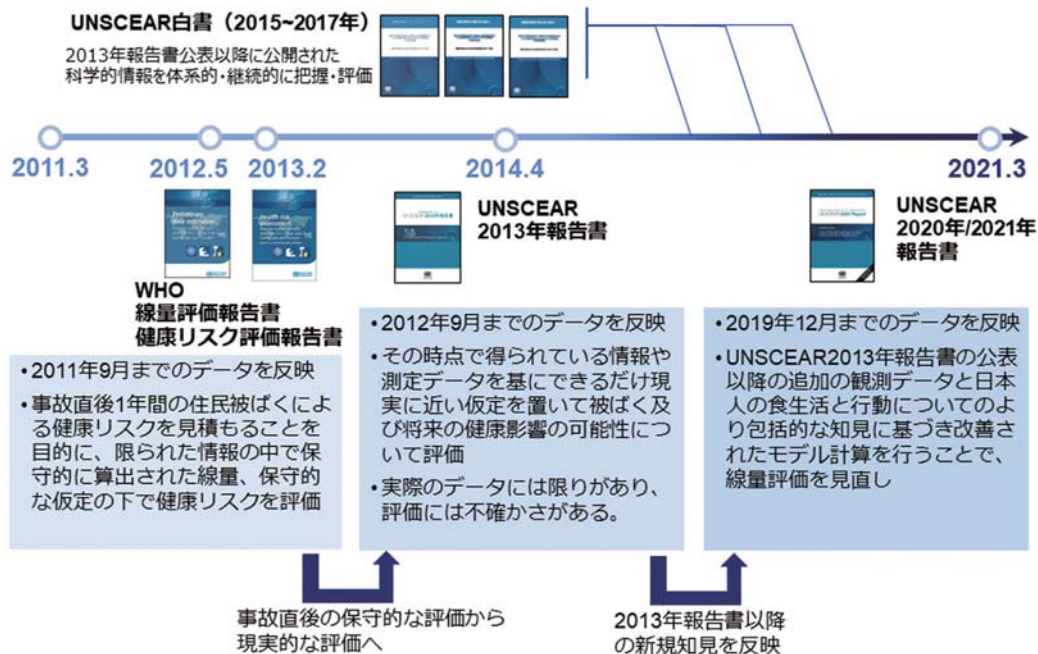 UNSCEAR白書（2015~2017年）
2013年報告書公表以降に公開された
科学的情報を体系的・継続的に把握・評価
2011.3
2012.5
2013.2
2014.4
2021.3
WHO
線量評価報告書
健康リスク評価報告書
UNSCEAR
2013年報告書
UNSCEAR
2020年/2021年
報告書
•2011年9月までのデータを反映
•事故直後1年間の住民被ばくによ
る健康リスクを見積もることを
目的に、限られた情報の中で保
守的に算出された線量、保守的
な仮定の下で健康リスクを評価
•2012年9月までのデータを反映
•その時点で得られている情報や
測定データを基にできるだけ現
実に近い仮定を置いて被ばく及
び将来の健康影響の可能性につ
いて評価
•実際のデータには限りがあり、
評価には不確かさがある。
•2019年12月までのデータを反映
•UNSCEAR2013年報告書の公表
以降の追加の観測データと日本
人の食生活と行動についてのよ
り包括的な知見に基づき改善さ
れたモデル計算を行うことで、
線量評価を見直し
事故直後の保守的な評価から
現実的な評価へ
2013年報告書以降
の新規知見を反映